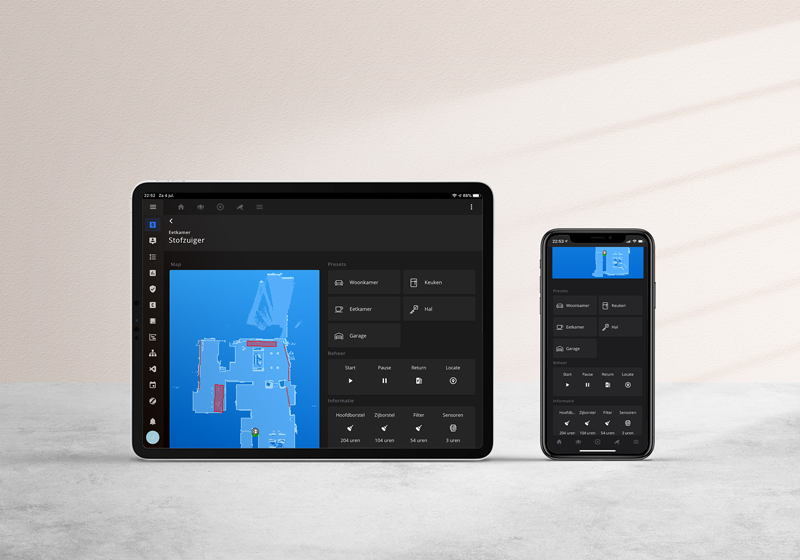 22:52 Za 4 jul. 88%
Eetkamer
Stofzuiger
Map
Presets
Woonkamer Keuken
Eetkamer Hal
Garage
Beheer
Start Pause Return Locate
Informatie
Hoofdborstel Zijborstel Filter Sensoren
204 uren 104 uren 54 uren 3 uren
22:53
Presets
Woonkamer Keuken
Eetkamer Hal
Garage
Beheer
Start Pause Return Locate
Informatie
Hoofdb... Zijborstel Filter Sensoren
204 uren 104 uren 54 uren 3 uren